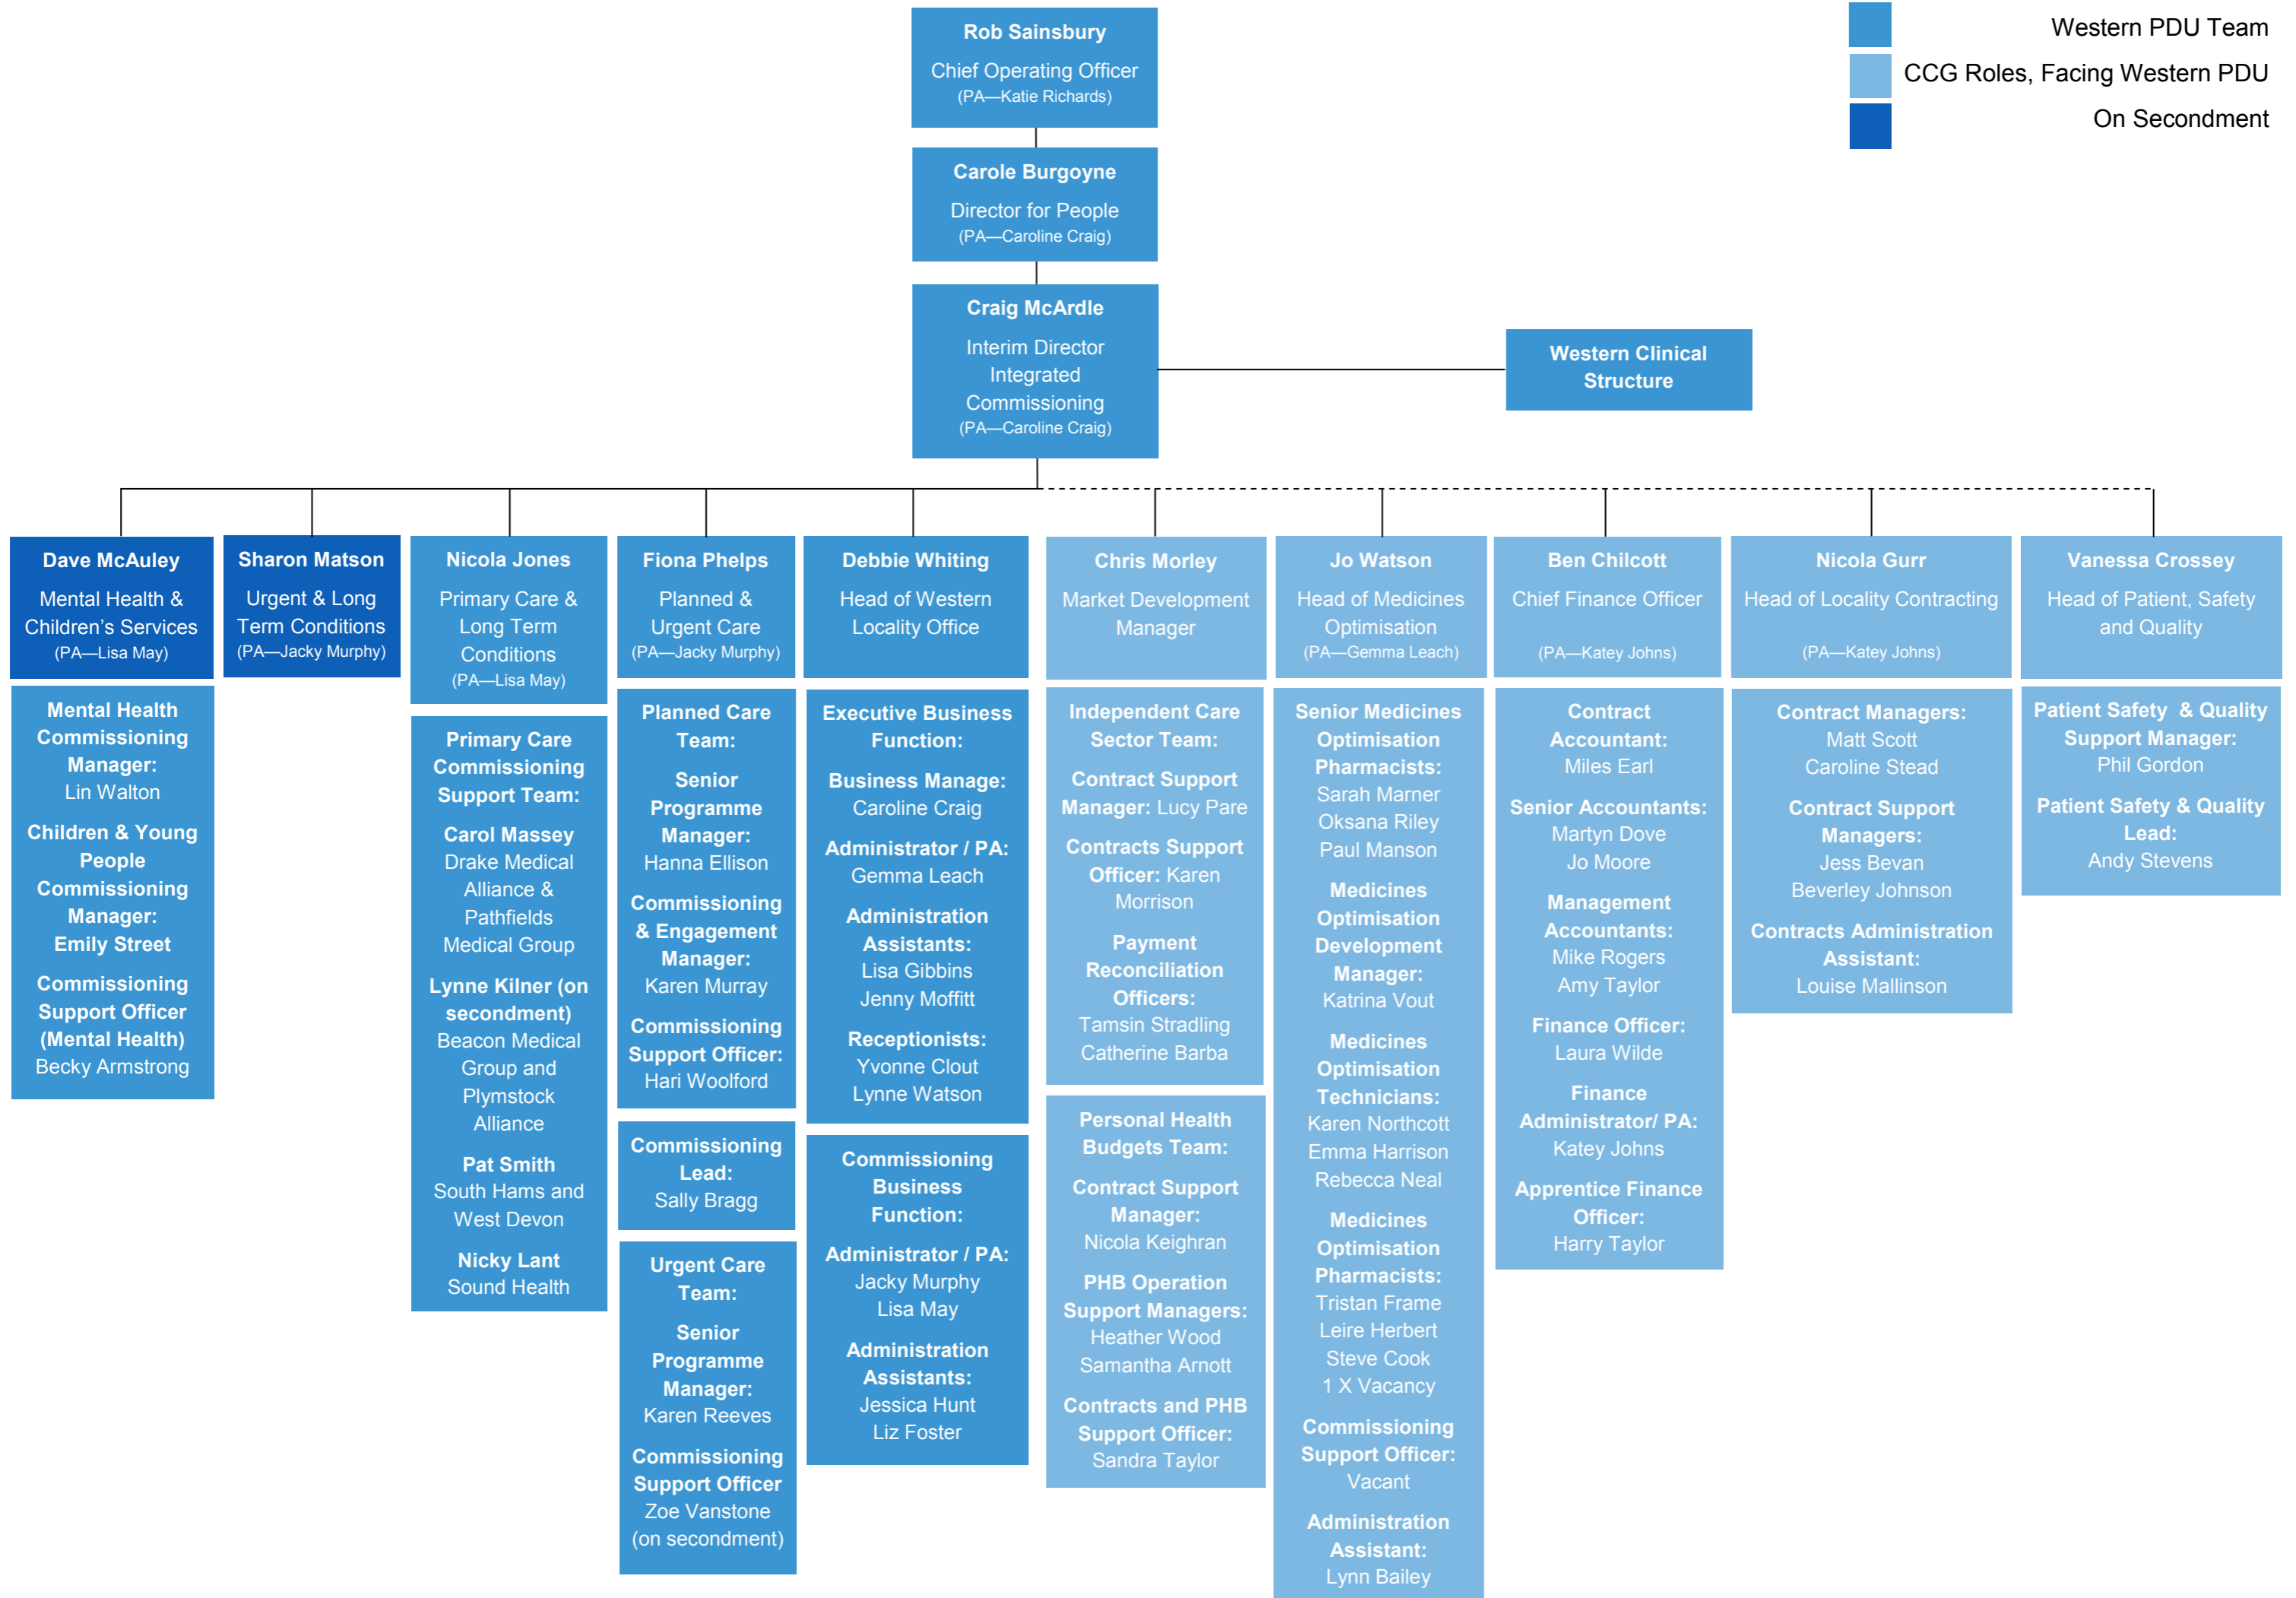 Rob Sainsbury
Chief Operating Officer
(PA—Katie Richards)
Western PDU Team
CCG Roles, Facing Western PDU
On Secondment
Carole Burgoyne
Director for People
(PA—Caroline Craig)
Craig McArdle
Interim Director
Integrated
Commissioning
(PA—Caroline Craig)
Western Clinical
Structure
Dave McAuley
Mental Health &
Children’s Services
(PA—Lisa May)
Mental Health
Commissioning
Manager:
Lin Walton
Children & Young
People
Commissioning
Manager:
Emily Street
Commissioning
Support Officer
(Mental Health)
Becky Armstrong
Sharon Matson
Urgent & Long
Term Conditions
(PA—Jacky Murphy)
Nicola Jones
Primary Care &
Long Term
Conditions
(PA—Lisa May)
Primary Care
Commissioning
Support Team:
Carol Massey
Drake Medical
Alliance &
Pathfields
Medical Group
Lynne Kilner (on
secondment)
Beacon Medical
Group and
Plymstock
Alliance
Pat Smith
South Hams and
West Devon
Nicky Lant
Sound Health
Fiona Phelps
Planned &
Urgent Care
(PA—Jacky Murphy)
Planned Care
Team:
Senior
Programme
Manager:
Hanna Ellison
Commissioning
& Engagement
Manager:
Karen Murray
Commissioning
Support Officer:
Hari Woolford
Commissioning
Lead:
Sally Bragg
Urgent Care
Team:
Senior
Programme
Manager:
Karen Reeves
Commissioning
Support Officer
Zoe Vanstone
(on secondment)
Debbie Whiting
Head of Western
Locality Office
Executive Business
Function:
Business Manage:
Caroline Craig
Administrator / PA:
Gemma Leach
Administration
Assistants:
Lisa Gibbins
Jenny Moffitt
Receptionists:
Yvonne Clout
Lynne Watson
Commissioning
Business
Function:
Administrator / PA:
Jacky Murphy
Lisa May
Administration
Assistants:
Jessica Hunt
Liz Foster
Chris Morley
Market Development
Manager
Independent Care
Sector Team:
Contract Support
Manager: Lucy Pare
Contracts Support
Officer: Karen
Morrison
Payment
Reconciliation
Officers:
Tamsin Stradling
Catherine Barba
Personal Health
Budgets Team:
Contract Support
Manager:
Nicola Keighran
PHB Operation
Support Managers:
Heather Wood
Samantha Arnott
Contracts and PHB
Support Officer:
Sandra Taylor
Jo Watson
Head of Medicines
Optimisation
(PA—Gemma Leach)
Senior Medicines
Optimisation
Pharmacists:
Sarah Marner
Oksana Riley
Paul Manson
Medicines
Optimisation
Development
Manager:
Katrina Vout
Medicines
Optimisation
Technicians:
Karen Northcott
Emma Harrison
Rebecca Neal
Medicines
Optimisation
Pharmacists:
Tristan Frame
Leire Herbert
Steve Cook
1 X Vacancy
Commissioning
Support Officer:
Vacant
Administration
Assistant:
Lynn Bailey
Ben Chilcott
Chief Finance Officer
(PA—Katey Johns)
Contract
Accountant:
Miles Earl
Senior Accountants:
Martyn Dove
Jo Moore
Management
Accountants:
Mike Rogers
Amy Taylor
Finance Officer:
Laura Wilde
Finance
Administrator/ PA:
Katey Johns
Apprentice Finance
Officer:
Harry Taylor
Nicola Gurr
Head of Locality Contracting
(PA—Katey Johns)
Contract Managers:
Matt Scott
Caroline Stead
Contract Support
Managers:
Jess Bevan
Beverley Johnson
Contracts Administration
Assistant:
Louise Mallinson
Vanessa Crossey
Head of Patient, Safety
and Quality
Patient Safety  & Quality
Support Manager:
Phil Gordon
Patient Safety & Quality
Lead:
Andy Stevens